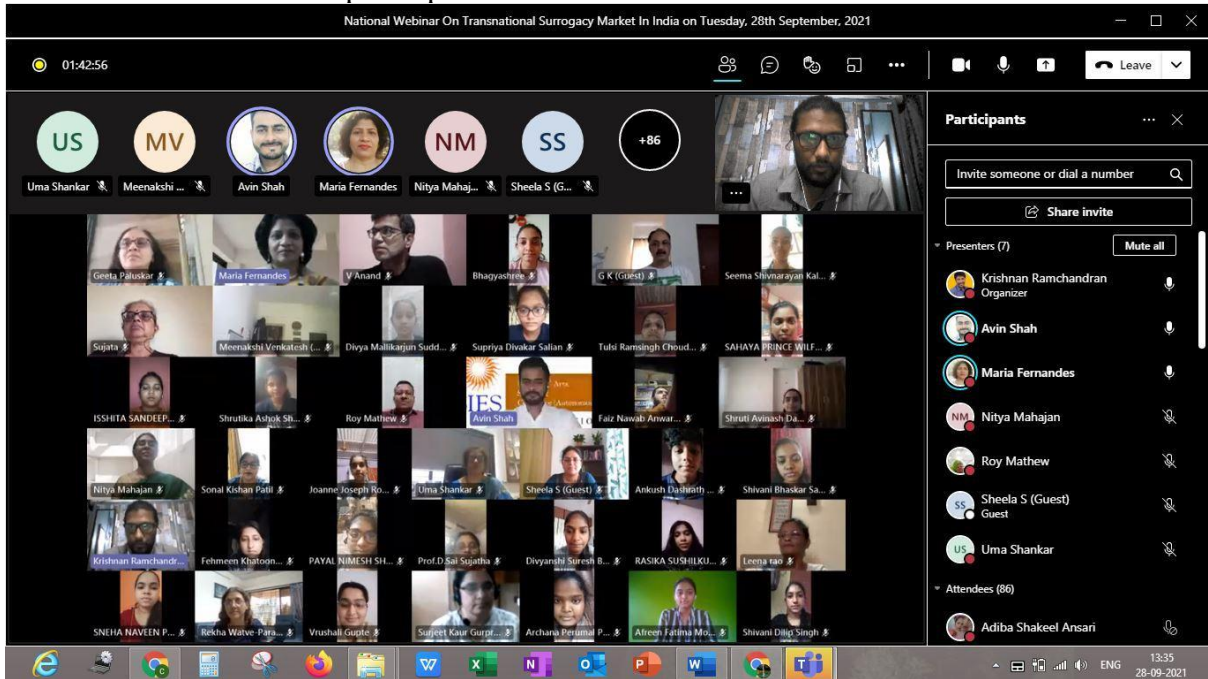 National Webinar On Transnational Surrogacy Market In India on Tuesday, 28th September, 2021
01:42:56
Leave
US
MV
NM
SS
+86
Uma Shankar
Meenakshi ...
Avin Shah
Maria Fernandes
Nitya Mahaj...
Sheela S (G...
Geeta Paluskar
Maria Fernandes
V Anand
Bhagyashree
G K (Guest)
Seema Shivnarayan Kal...
Sujata
Meenakshi Venkatesh (...
Divya Mallikarjun Sudd...
Supriya Divakar Salian
Tulsi Ramsingh Choud...
SAHAYA PRINCE WILF...
IES
Arts
Autonomous
ISSHITA SANDEEP...
Shrutika Ashok Sh...
Roy Mathew
Avin Shah
Faiz Nawab Anwar...
Shruti Avinash Da...
Nitya Mahajan
Sonal Kishan Patil
Joanne Joseph Ro...
Uma Shankar
Sheela S (Guest)
Ankush Dashrath ...
Shivani Bhaskar Sa...
Krishnan Ramchandr...
Fehmeen Khatoon...
PAYAL NIMESH SH...
Prof.D.Sai Sujatha
Divyanshi Suresh B...
RASIKA SUSHILKU...
Leena rao
SNEHA NAVEEN P...
Rekha Watve-Para...
Vrushali Gupte
Surjeet Kaur Gurpr...
Archana Perumal P...
Afreen Fatima Mo...
Shivani Dilip Singh
Participants
Invite someone or dial a number
Share invite
Presenters (7)
Mute all
Krishnan Ramchandran
Organizer
Avin Shah
Maria Fernandes
NM
Nitya Mahajan
Roy Mathew
SS
Sheela S (Guest)
Guest
US
Uma Shankar
Attendees (86)
Adiba Shakeel Ansari
ENG
13:35
28-09-2021